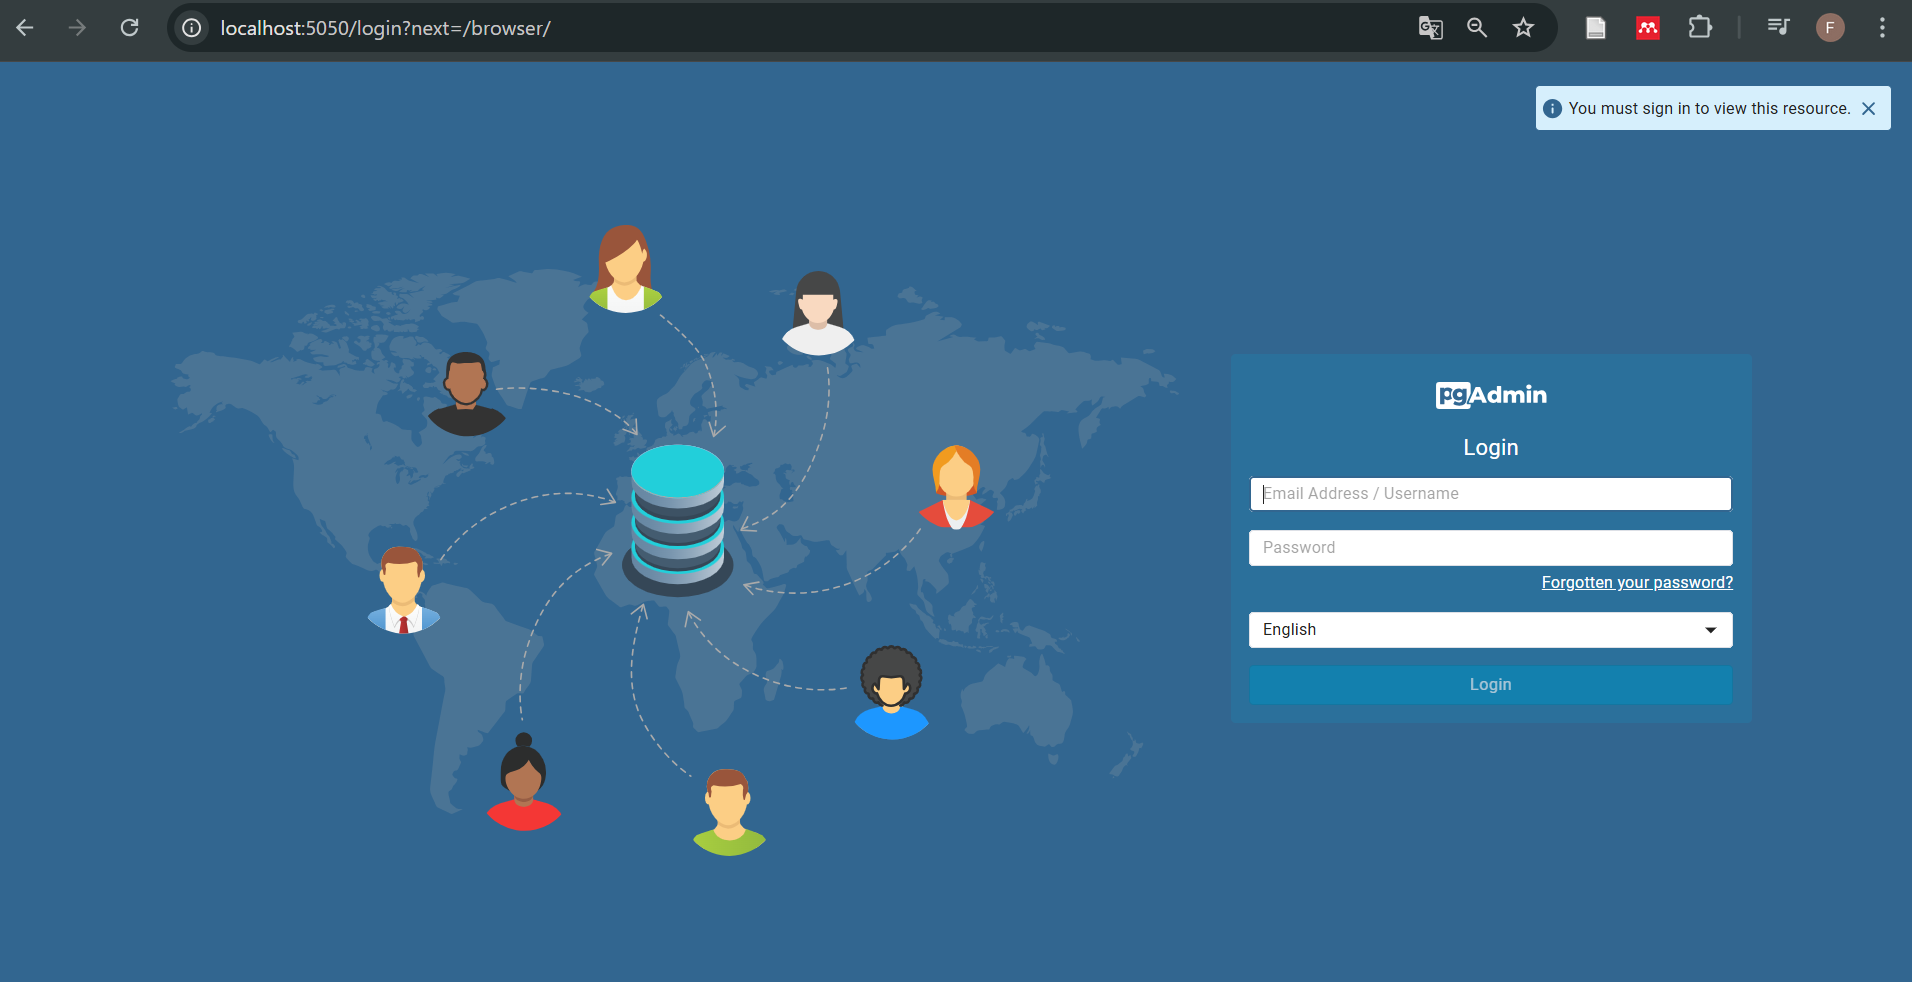 localhost:5050/login?next=/browser/
F
You must sign in to view this resource.
pgAdmin
Login
Email Address / Username
Password
Forgotten your password?
English
Login